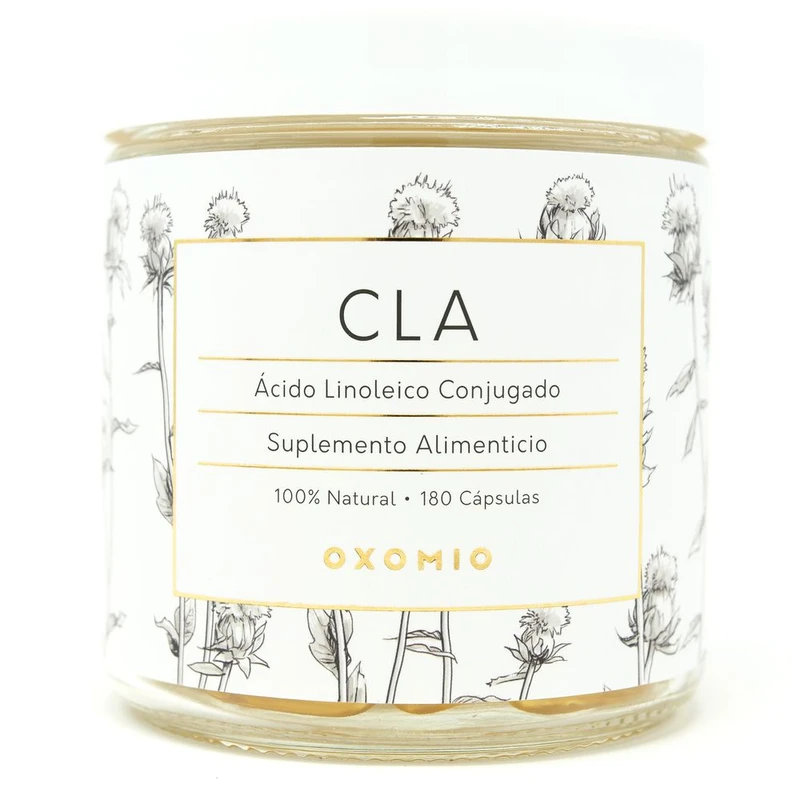 CLA
Ácido Linoleico Conjugado
Suplemento Alimenticio
100% Natural • 180 Cápsulas
OXOMIO